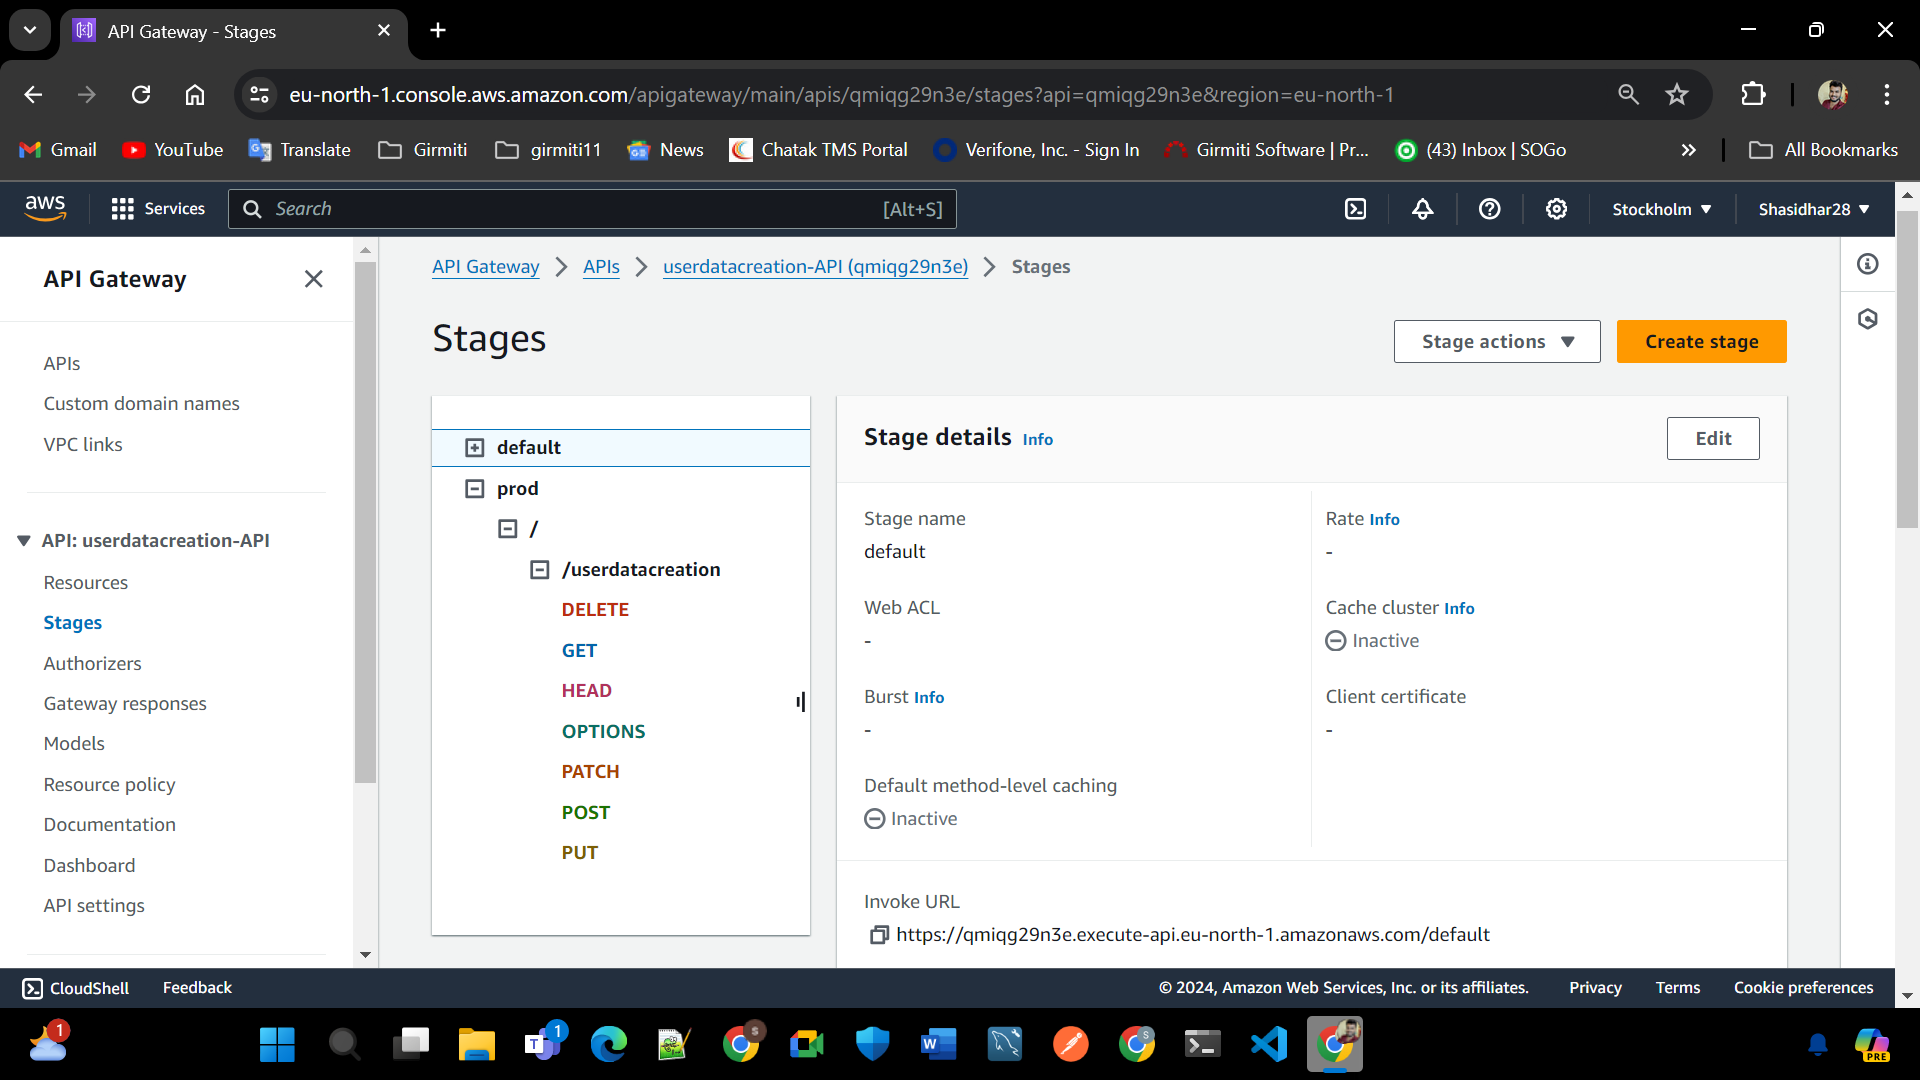 API Gateway - Stages
eu-north-1.console.aws.amazon.com/apigateway/main/apis/qmiqg29n3e/stages?api=qmiqg29n3e&region=eu-north-1
Gmail YouTube Translate Girmiti girmiti11 News Chatak TMS Portal Verifone, Inc. - Sign In Girmiti Software | Pr... (43) Inbox | SOGo » All Bookmarks
aws Services Search [Alt+S] Stockholm Shasidhar28
API Gateway
API Gateway APIs userdatacreation-API (qmiqg29n3e) Stages
Stages
Stage actions Create stage
APIs
Custom domain names
VPC links
API: userdatacreation-API
Resources
Stages
Authorizers
Gateway responses
Models
Resource policy
Documentation
Dashboard
API settings
default
prod
/
/userdatacreation
DELETE
GET
HEAD
OPTIONS
PATCH
POST
PUT
Stage details Info
Edit
Stage name
default
Rate Info
-
Web ACL
-
Cache cluster Info
Inactive
Burst Info
-
Client certificate
-
Default method-level caching
Inactive
Invoke URL
https://qmiqg29n3e.execute-api.eu-north-1.amazonaws.com/default
CloudShell Feedback © 2024, Amazon Web Services, Inc. or its affiliates. Privacy Terms Cookie preferences
1 T 1 S W S PRE